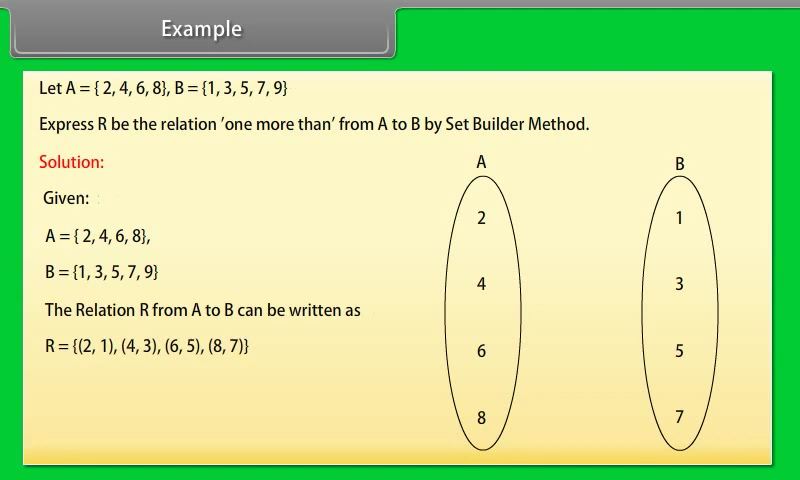 Example
Let A = { 2, 4, 6, 8}, B = {1, 3, 5, 7, 9}
Express R be the relation ‘one more than’ from A to B by Set Builder Method.
Solution:
Given:
A = { 2, 4, 6, 8},
B = {1, 3, 5, 7, 9}
The Relation R from A to B can be written as
R = {(2, 1), (4, 3), (6, 5), (8, 7)}
A B
2 1
4 3
6 5
8 7